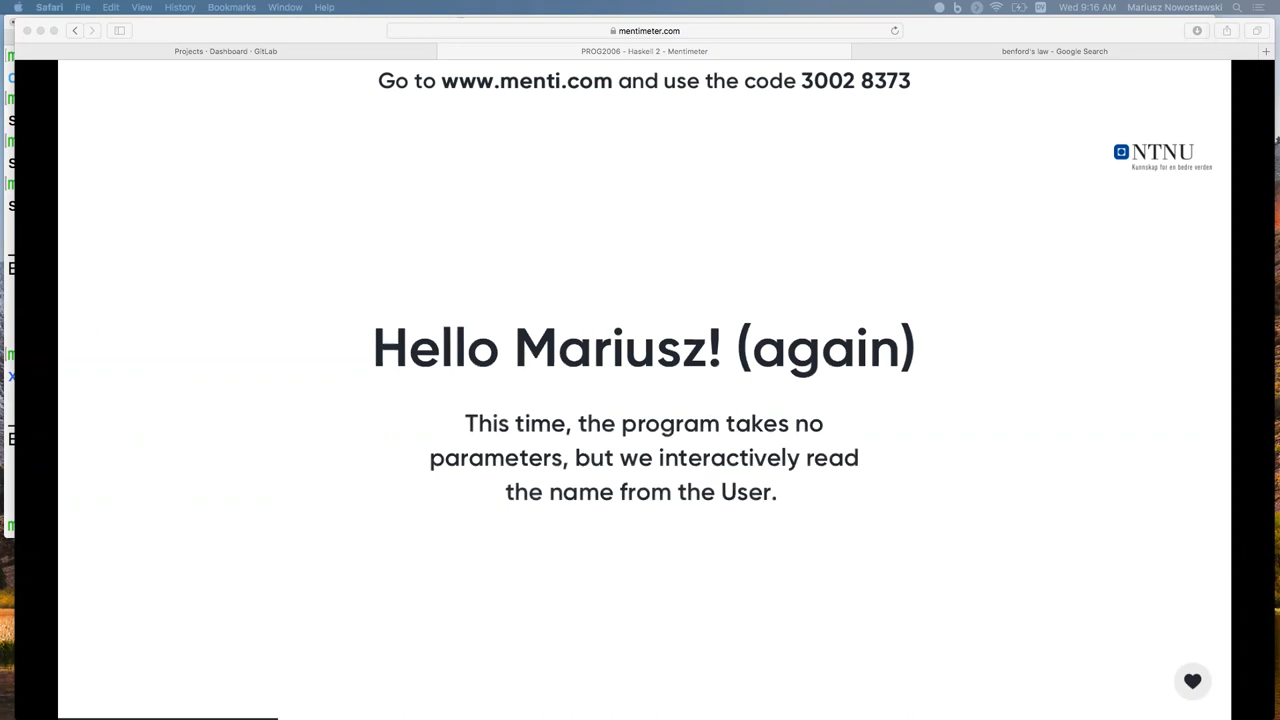 Safari File Edit View History Bookmarks Window Help Wed 9:16 AM Mariusz Nowostawski
mentimeter.com
Projects · Dashboard · GitLab
PROG2006 - Haskell 2 - Mentimeter
benford's law - Google Search
Go to www.menti.com and use the code 3002 8373
NTNU
Kunnskap for en bedre verden
Hello Mariusz! (again)
This time, the program takes no
parameters, but we interactively read
the name from the User.